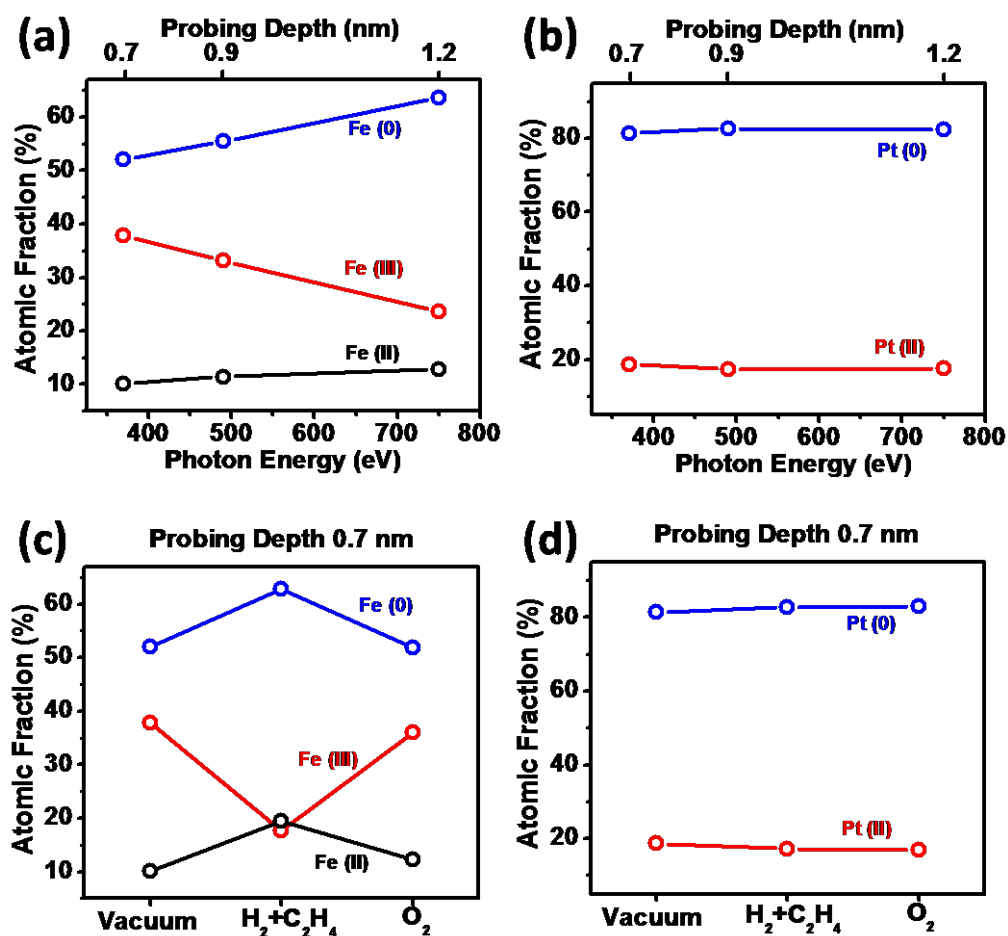 (a)
Probing Depth (nm)
0.7 0.9 1.2
Atomic Fraction (%)
60
50
40
30
20
10
Fe (0)
Fe (III)
Fe (II)
400 500 600 700 800
Photon Energy (eV)
(b)
Probing Depth (nm)
0.7 0.9 1.2
Atomic Fraction (%)
80
60
40
20
Pt (0)
Pt (II)
400 500 600 700 800
Photon Energy (eV)
(c)
Probing Depth 0.7 nm
Atomic Fraction (%)
60
50
40
30
20
10
Fe (0)
Fe (III)
Fe (II)
Vacuum H₂+C₂H₄ O₂
(d)
Probing Depth 0.7 nm
Atomic Fraction (%)
80
60
40
20
Pt (0)
Pt (II)
Vacuum H₂+C₂H₄ O₂